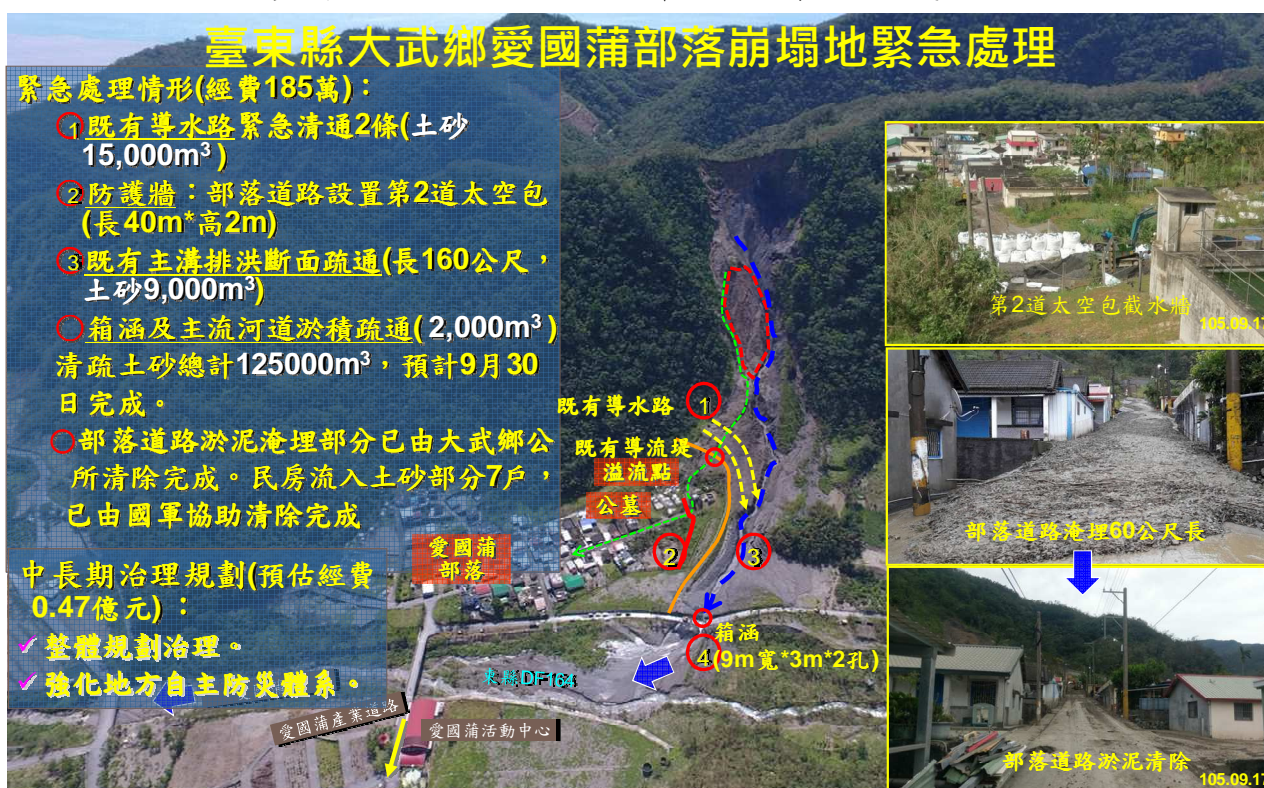 臺東縣大武鄉愛國蒲部落崩塌地緊急處理
緊急處理情形(經費185萬)：
1既有導水路緊急清通2條(土砂
15,000m³)
2防護牆：部落道路設置第2道太空包
(長40m*高2m)
3既有主溝排洪斷面疏通(長160公尺，
土砂9,000m³)
箱涵及主流河道淤積疏通(2,000m³)
清疏土砂總計125000m³，預計9月30
日完成。
部落道路淤泥淹埋部分已由大武鄉公
所清除完成。民房流入土砂部分7戶，
已由國軍協助清除完成
中長期治理規劃(預估經費
0.47億元)：
✓整體規劃治理。
✓強化地方自主防災體系。
既有導水路
1
既有導流堤
溢流點
公墓
愛國蒲
部落
2
3
箱涵
4
(9m寬*3m*2孔)
東縣DF164
愛國蒲產業道路
愛國蒲活動中心
第2道太空包截水牆
105.09.17
部落道路淹埋60公尺長
部落道路淤泥清除
105.09.17